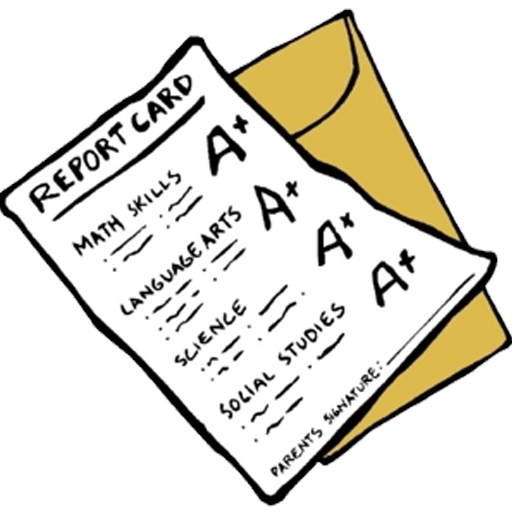 REPORT CARD
MATH SKILLS A+
LANGUAGE ARTS A+
SCIENCE A+
SOCIAL STUDIES A+
PARENTS SIGNATURE: